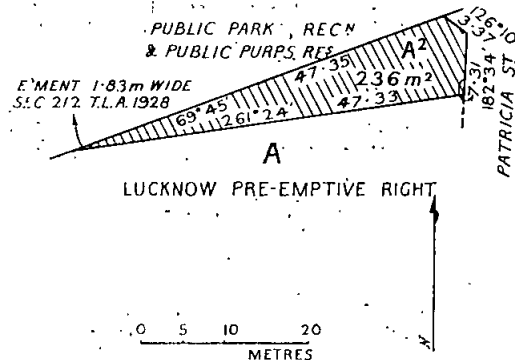 PUBLIC PARK, RECN
& PUBLIC PURPS. RES
E'MENT 1·83m WIDE
SEC 212 T.L.A. 1928
126°10'
3·37
A²
47·35
236 m²
69°45'
261°24'
47·33
7·31
182°34'
PATRICIA ST
A
LUCKNOW PRE-EMPTIVE RIGHT
0 5 10 20
METRES
N